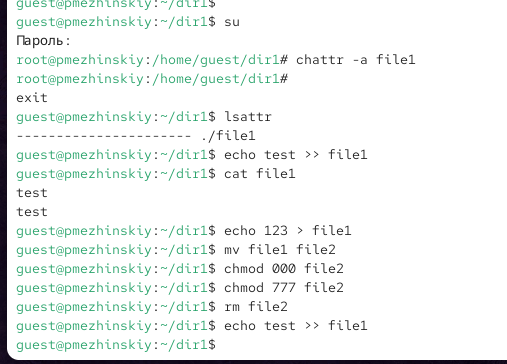 guest@pmezhinskiy:~/dir1$
guest@pmezhinskiy:~/dir1$ su
Пароль:
root@pmezhinskiy:/home/guest/dir1# chattr -a file1
root@pmezhinskiy:/home/guest/dir1#
exit
guest@pmezhinskiy:~/dir1$ lsattr
---------------------- ./file1
guest@pmezhinskiy:~/dir1$ echo test >> file1
guest@pmezhinskiy:~/dir1$ cat file1
test
test
guest@pmezhinskiy:~/dir1$ echo 123 > file1
guest@pmezhinskiy:~/dir1$ mv file1 file2
guest@pmezhinskiy:~/dir1$ chmod 000 file2
guest@pmezhinskiy:~/dir1$ chmod 777 file2
guest@pmezhinskiy:~/dir1$ rm file2
guest@pmezhinskiy:~/dir1$ echo test >> file1
guest@pmezhinskiy:~/dir1$